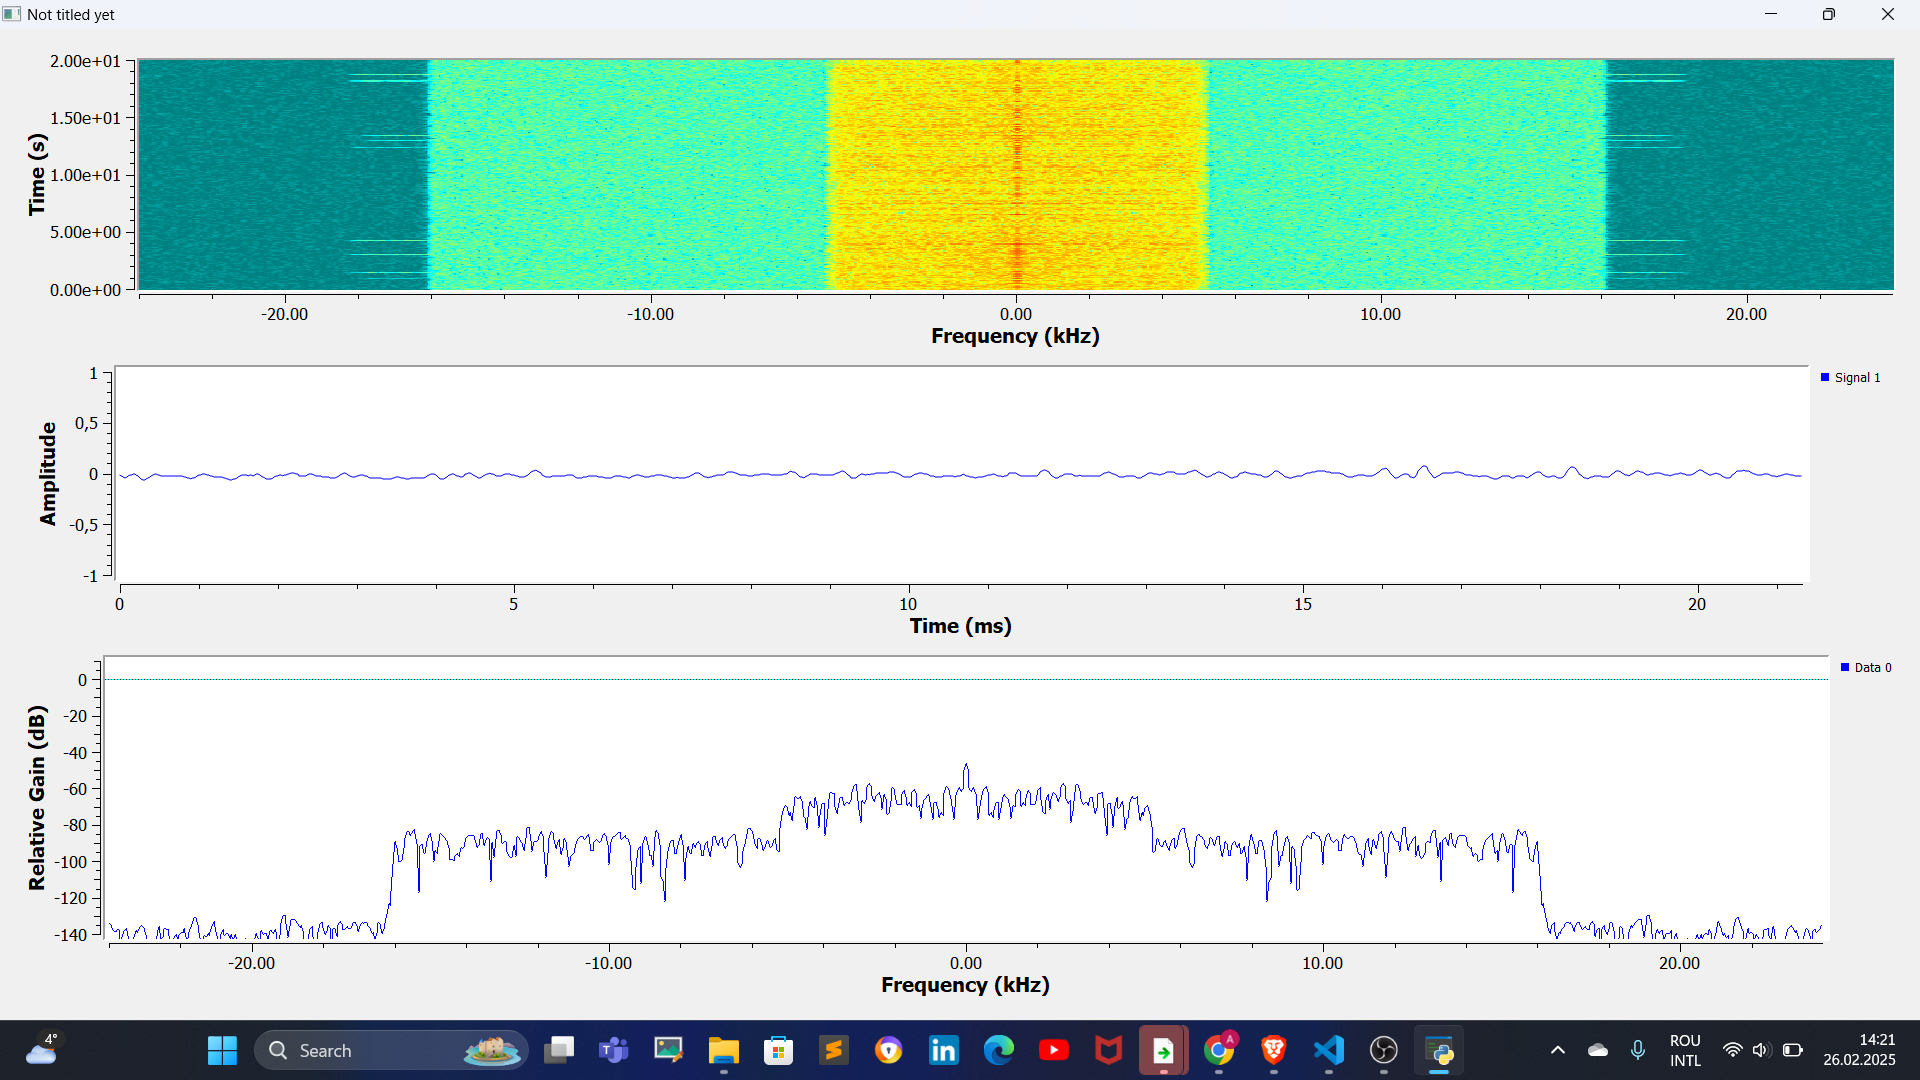 Not titled yet
2.00e+01
1.50e+01
1.00e+01
5.00e+00
0.00e+00
Time (s)
-20.00 -10.00 0.00 10.00 20.00
Frequency (kHz)
1
0,5
0
-0,5
-1
Amplitude
Signal 1
0 5 10 15 20
Time (ms)
0
-20
-40
-60
-80
-100
-120
-140
Relative Gain (dB)
Data 0
-20.00 -10.00 0.00 10.00 20.00
Frequency (kHz)
4°
Search
T
in
A
ROU
INTL
14:21
26.02.2025